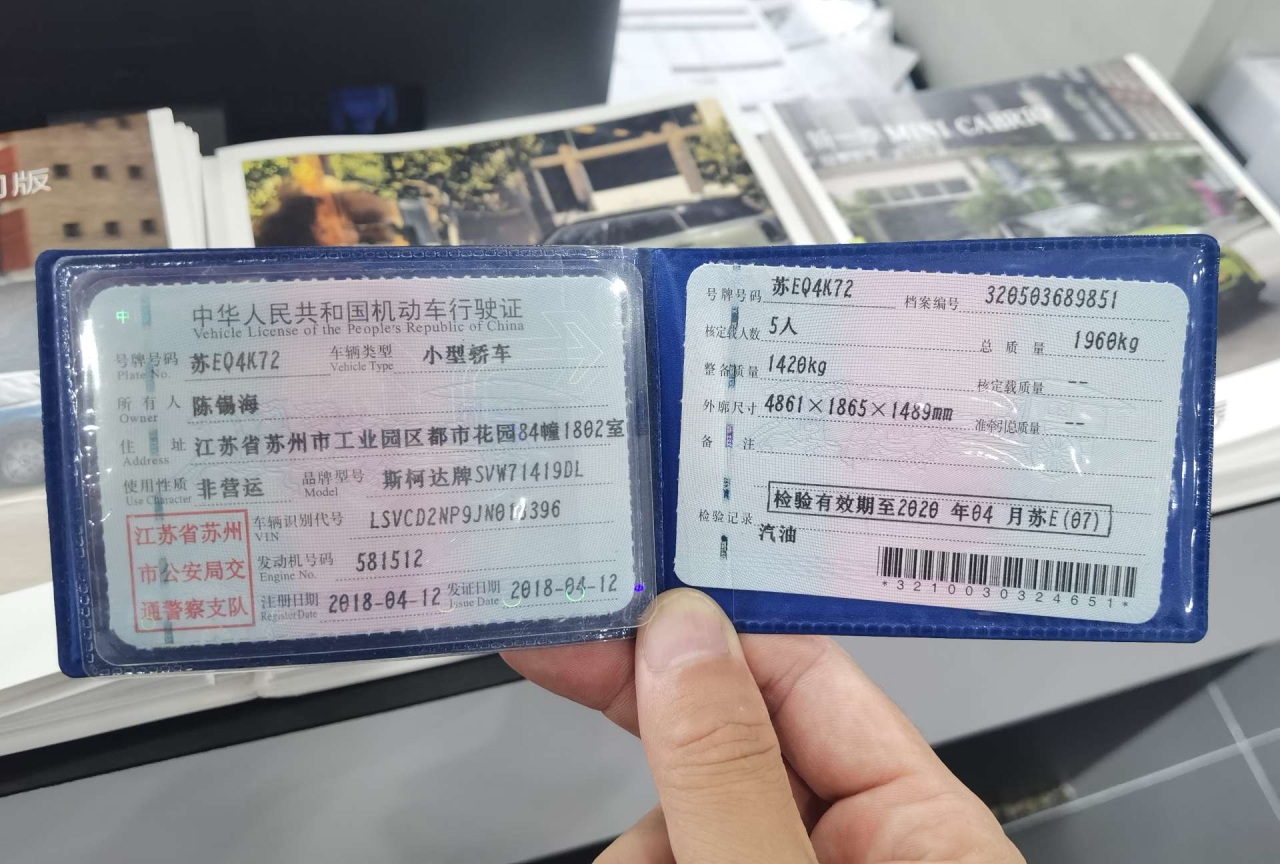 印版
MINI CABRIO
中华人民共和国机动车行驶证
Vehicle License of the People's Republic of China
号牌号码 苏EQ4K72 车辆类型 小型轿车
Plate No. Vehicle Type
所有人 陈锡海
Owner
住址 江苏省苏州市工业园区都市花园84幢1802室
Address
使用性质 非营运 品牌型号 斯柯达牌SVW71419DL
Use Character Model
江苏省苏州
市公安局交
通警察支队
车辆识别代号
VIN
发动机号码 581512
Engine No.
注册日期 2018-04-12 发证日期 2018-04-12
Register Date Issue Date
号牌号码 苏EQ4K72 档案编号 320503689851
核定载人数 5人 总质量 1960kg
整备质量 1420kg 核定载质量 --
外廓尺寸 4861×1865×1489mm 准牵引总质量 --
备注
检验有效期至2020 年04 月苏E(07)
检验记录
汽油
*3210030324651*